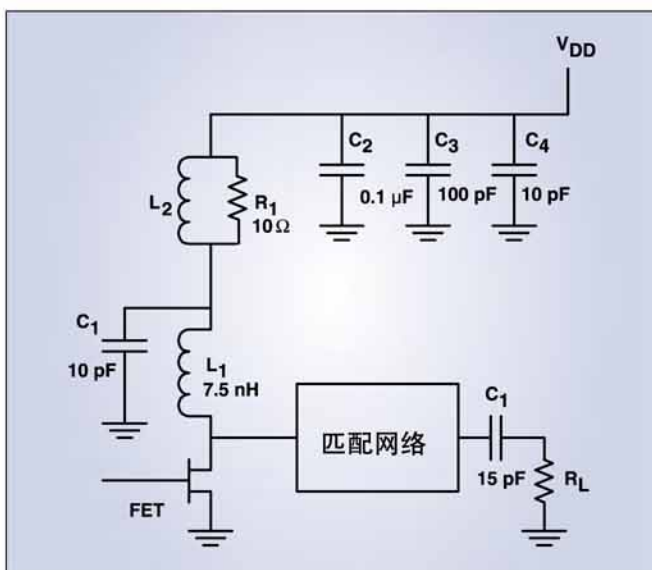 VDD
L2
R1
10Ω
C2
0.1 μF
C3
100 pF
C4
10 pF
C1
10 pF
L1
7.5 nH
匹配网络
C1
15 pF
RL
FET